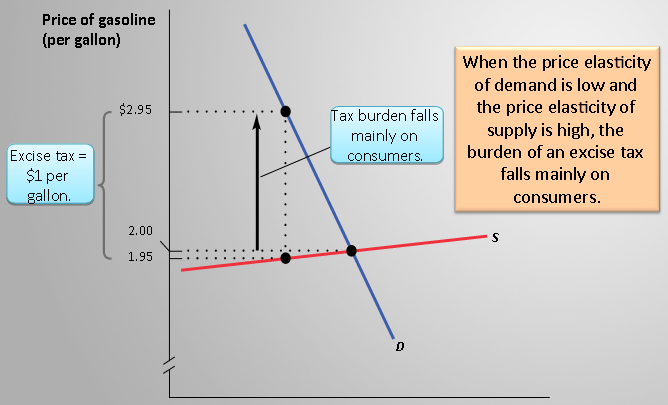 Price of gasoline
(per gallon)
$2.95
Excise tax =
$1 per
gallon.
2.00
1.95
Tax burden falls
mainly on
consumers.
When the price elasticity
of demand is low and
the price elasticity of
supply is high, the
burden of an excise tax
falls mainly on
consumers.
S
D